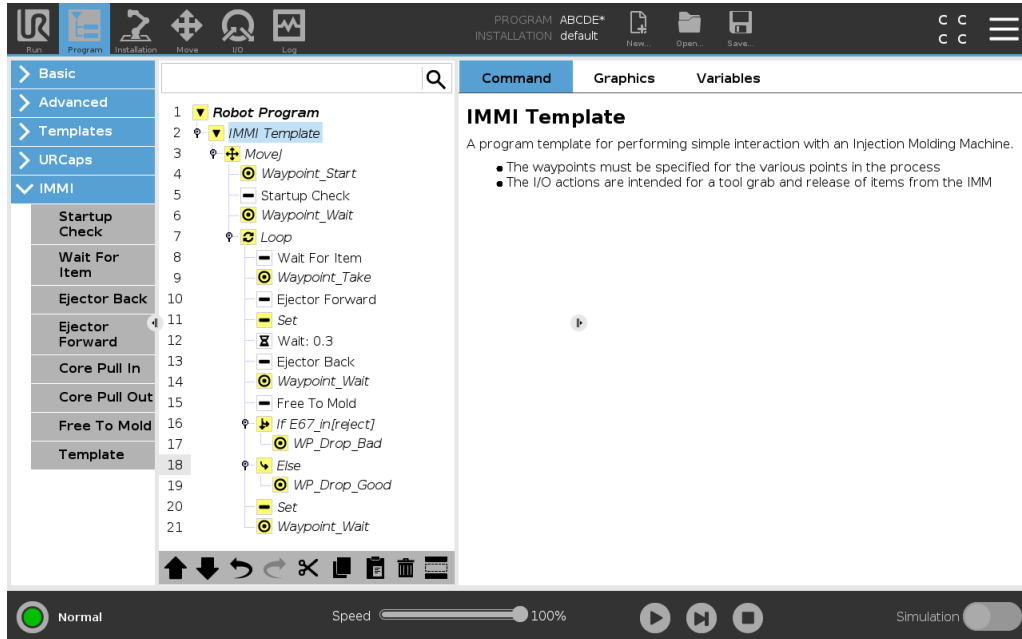 UR
PROGRAM ABCDE*
INSTALLATION default
C C
C C
Run
Program
Installation
Move
I/O
Log
New...
Open...
Save...
Basic
Advanced
Templates
URCaps
IMMI
Startup
Check
Wait For
Item
Ejector Back
Ejector
Forward
Core Pull In
Core Pull Out
Free To Mold
Template
1 Robot Program
2 IMMI Template
3 MoveJ
4 Waypoint_Start
5 Startup Check
6 Waypoint_Wait
7 Loop
8 Wait For Item
9 Waypoint_Take
10 Ejector Forward
11 Set
12 Wait: 0.3
13 Ejector Back
14 Waypoint_Wait
15 Free To Mold
16 If E67_in[reject]
17 WP_Drop_Bad
18 Else
19 WP_Drop_Good
20 Set
21 Waypoint_Wait
Command Graphics Variables
IMMI Template
A program template for performing simple interaction with an Injection Molding Machine.
The waypoints must be specified for the various points in the process
The I/O actions are intended for a tool grab and release of items from the IMM
Normal
Speed 100%
Simulation